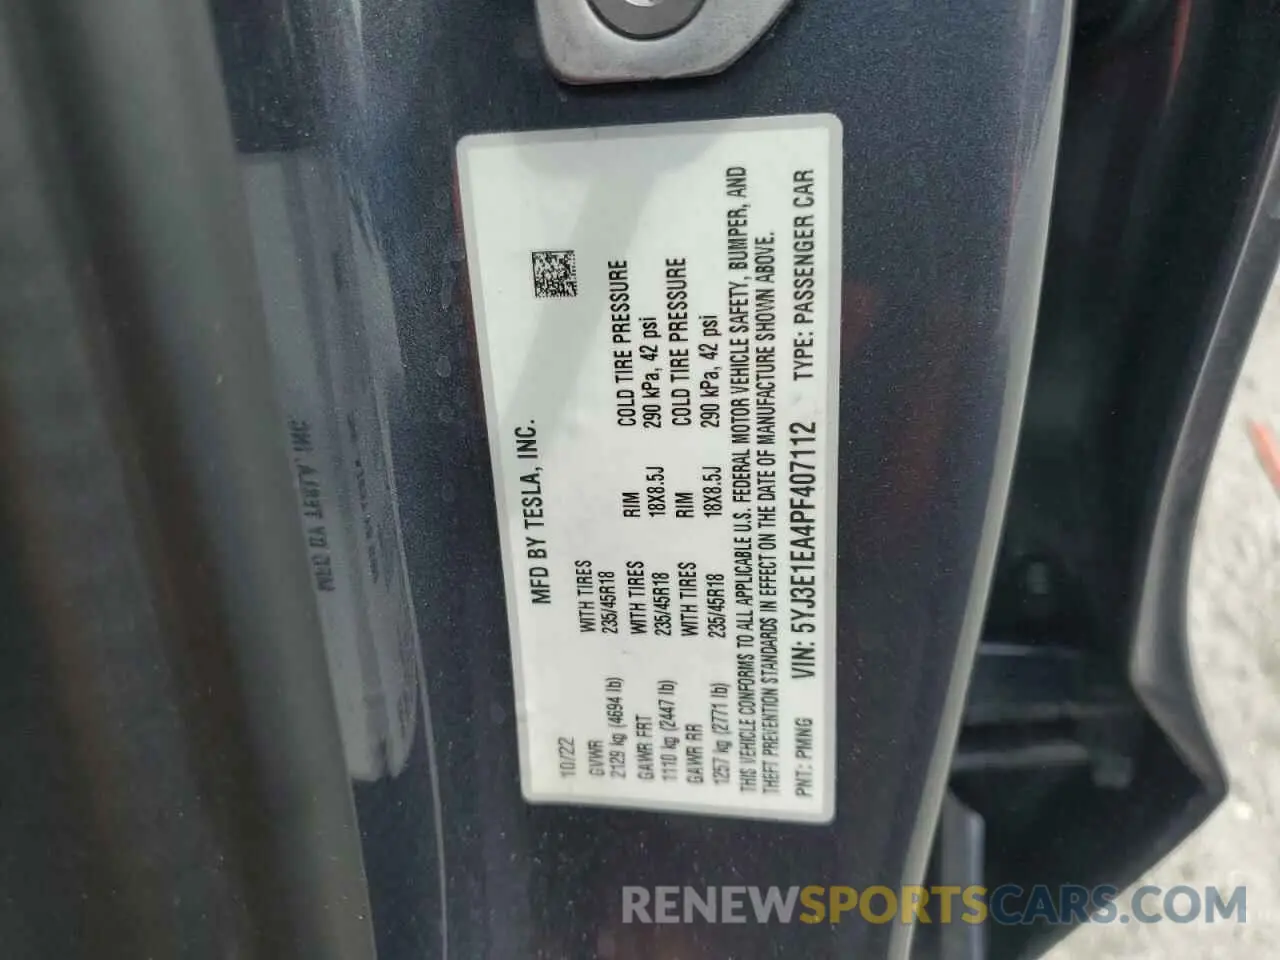 MFD BY TESLA, INC.
10/22
GVWR WITH TIRES RIM COLD TIRE PRESSURE
2129 kg (4694 lb) 235/45R18 18X8.5J 290 kPa, 42 psi
GAWR FRT WITH TIRES RIM COLD TIRE PRESSURE
1110 kg (2447 lb) 235/45R18 18X8.5J 290 kPa, 42 psi
GAWR RR WITH TIRES
1257 kg (2771 lb) 235/45R18
THIS VEHICLE CONFORMS TO ALL APPLICABLE U.S. FEDERAL MOTOR VEHICLE SAFETY, BUMPER, AND
THEFT PREVENTION STANDARDS IN EFFECT ON THE DATE OF MANUFACTURE SHOWN ABOVE.
PNT: PMNG VIN: 5YJ3E1EA4PF407112 TYPE: PASSENGER CAR
RENEWSPORTSCARS.COM